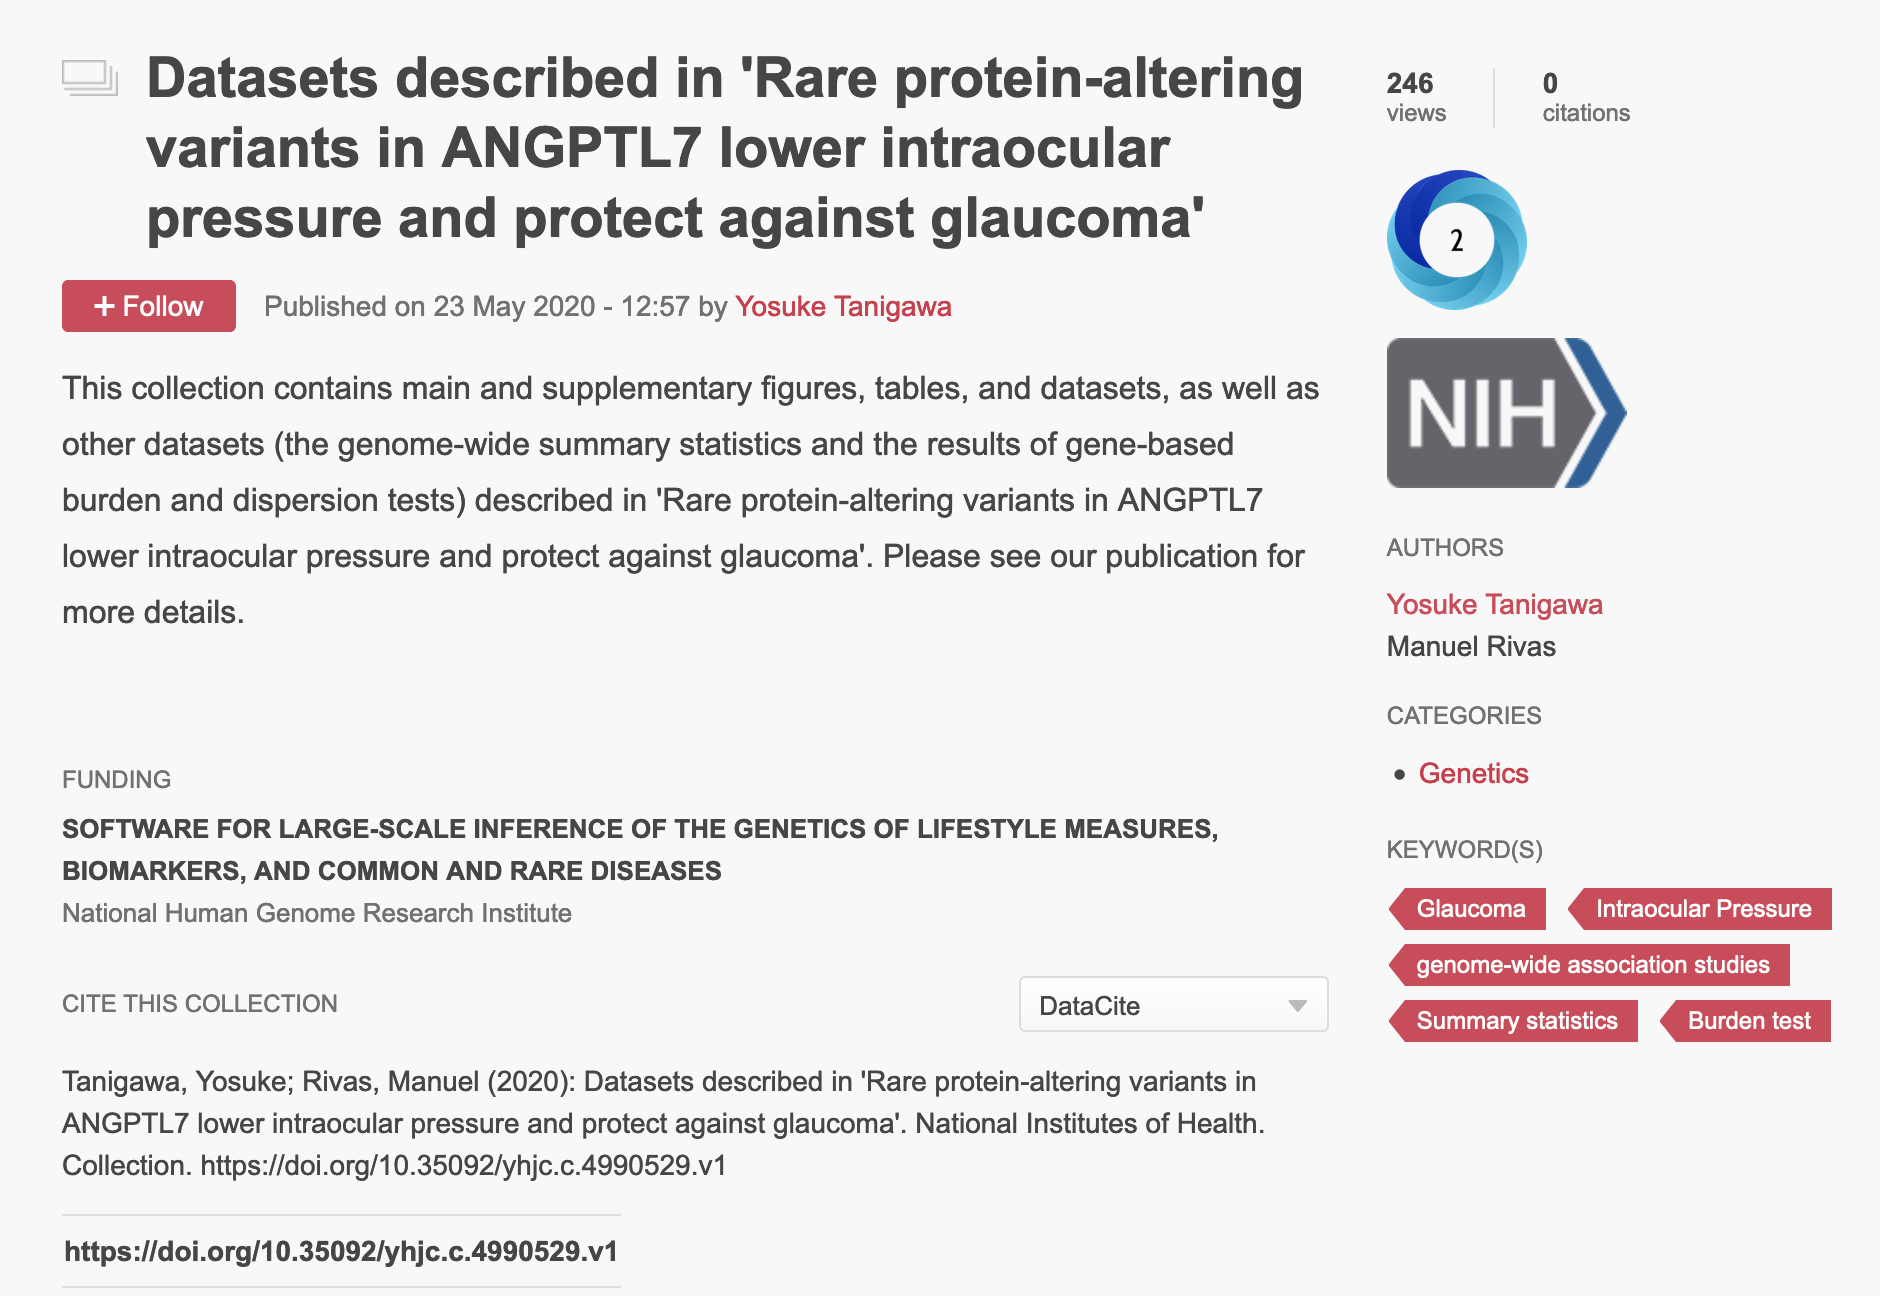 Datasets described in 'Rare protein-altering
variants in ANGPTL7 lower intraocular
pressure and protect against glaucoma'
+ Follow
Published on 23 May 2020 - 12:57 by Yosuke Tanigawa
This collection contains main and supplementary figures, tables, and datasets, as well as
other datasets (the genome-wide summary statistics and the results of gene-based
burden and dispersion tests) described in 'Rare protein-altering variants in ANGPTL7
lower intraocular pressure and protect against glaucoma'. Please see our publication for
more details.
FUNDING
SOFTWARE FOR LARGE-SCALE INFERENCE OF THE GENETICS OF LIFESTYLE MEASURES,
BIOMARKERS, AND COMMON AND RARE DISEASES
National Human Genome Research Institute
CITE THIS COLLECTION
DataCite
Tanigawa, Yosuke; Rivas, Manuel (2020): Datasets described in 'Rare protein-altering variants in
ANGPTL7 lower intraocular pressure and protect against glaucoma'. National Institutes of Health.
Collection. https://doi.org/10.35092/yhjc.c.4990529.v1
https://doi.org/10.35092/yhjc.c.4990529.v1
246
views
0
citations
2
NIH
AUTHORS
Yosuke Tanigawa
Manuel Rivas
CATEGORIES
• Genetics
KEYWORD(S)
Glaucoma
Intraocular Pressure
genome-wide association studies
Summary statistics
Burden test